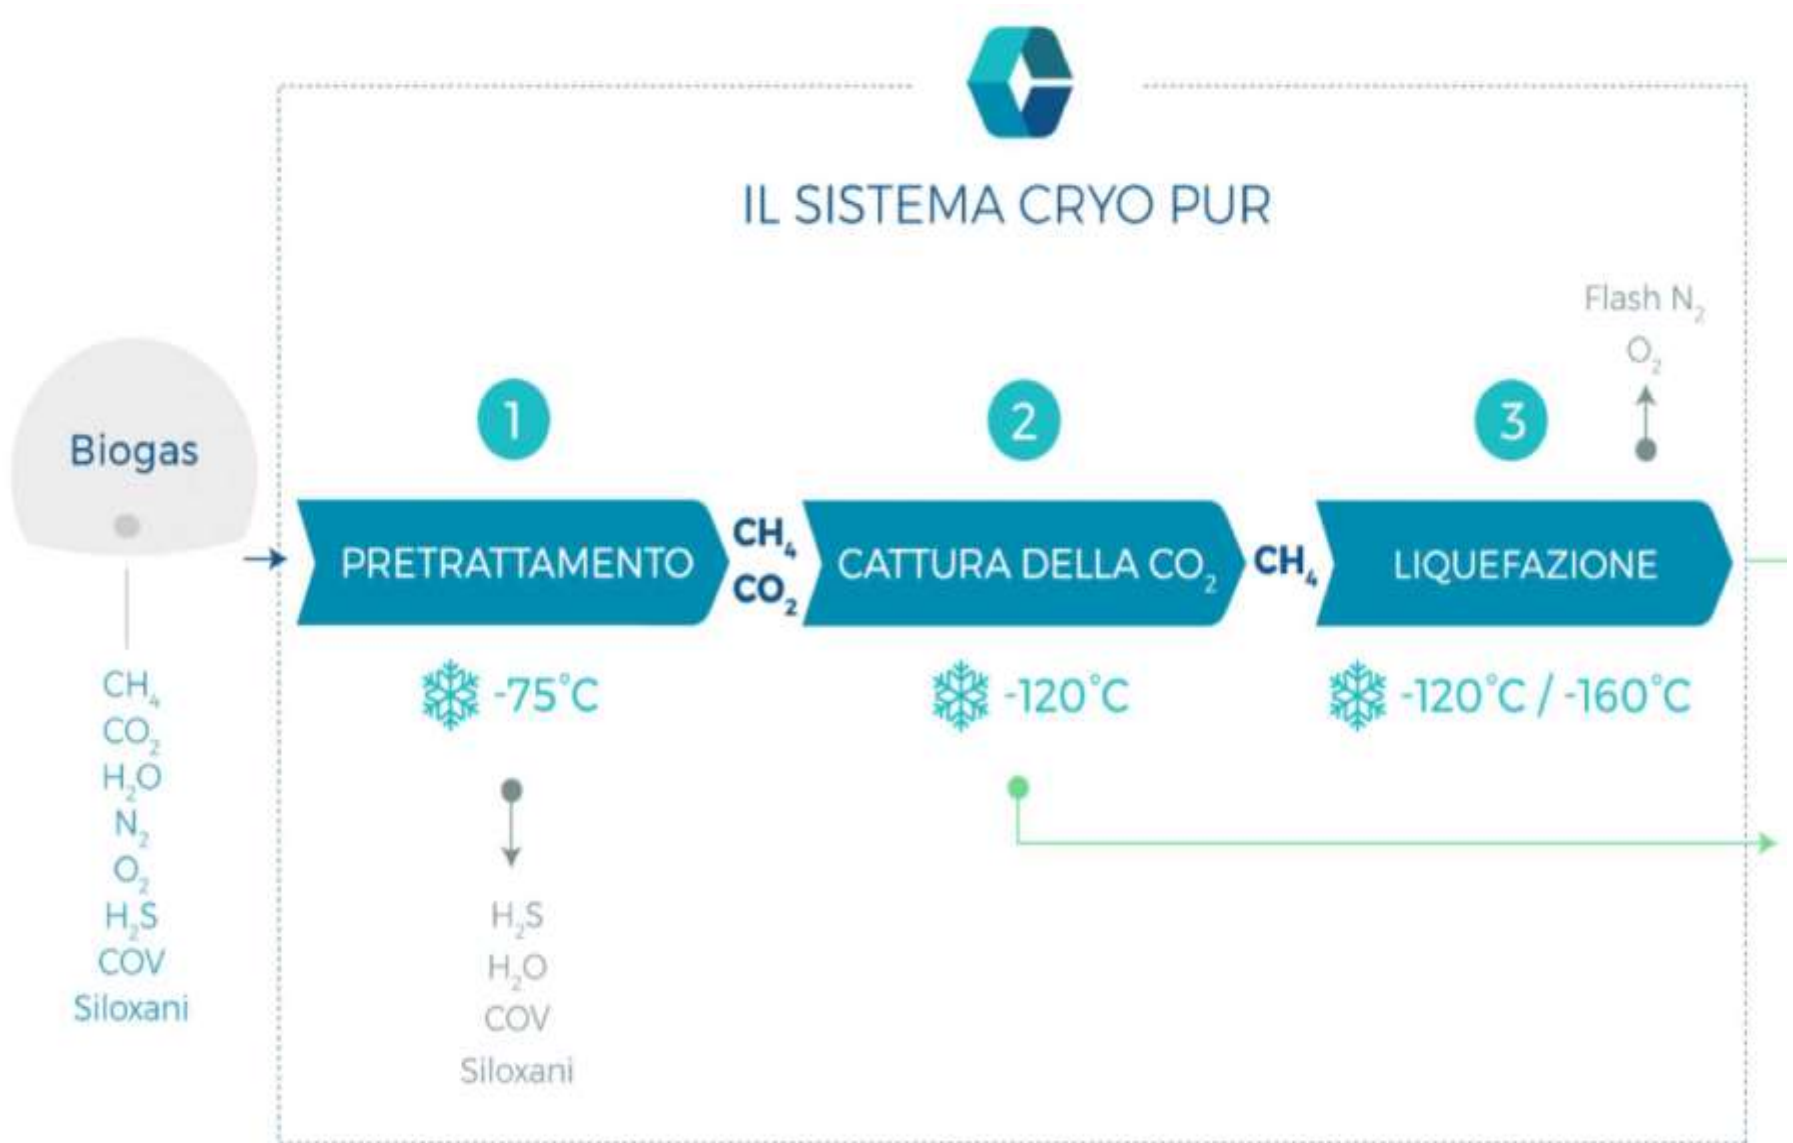 IL SISTEMA CRYO PUR
Biogas
CH₄
CO₂
H₂O
N₂
O₂
H₂S
COV
Siloxani
1
PRETRATTAMENTO
-75°C
H₂S
H₂O
COV
Siloxani
CH₄
CO₂
2
CATTURA DELLA CO₂
-120°C
CH₄
3
LIQUEFAZIONE
-120°C / -160°C
Flash N₂
O₂